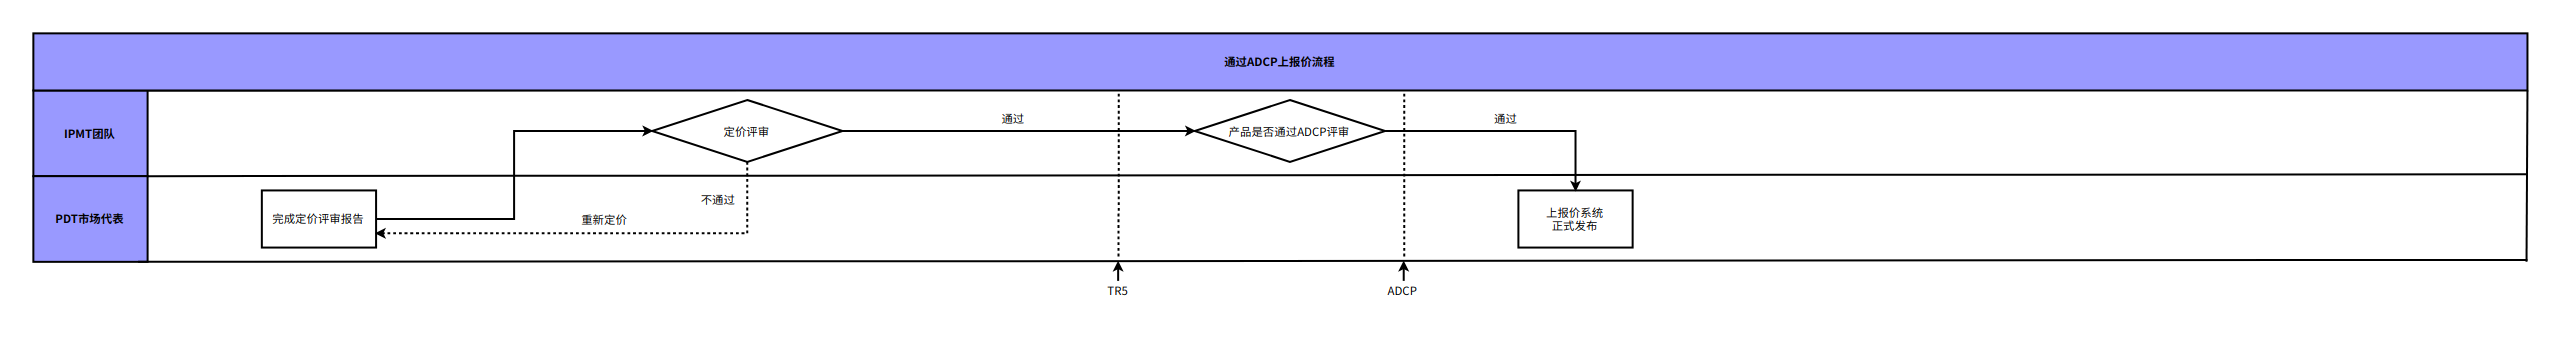 通过ADCP上报价流程
IPMT团队
定价评审
通过
产品是否通过ADCP评审
通过
PDT市场代表
完成定价评审报告
不通过
重新定价
上报价系统
正式发布
TR5
ADCP